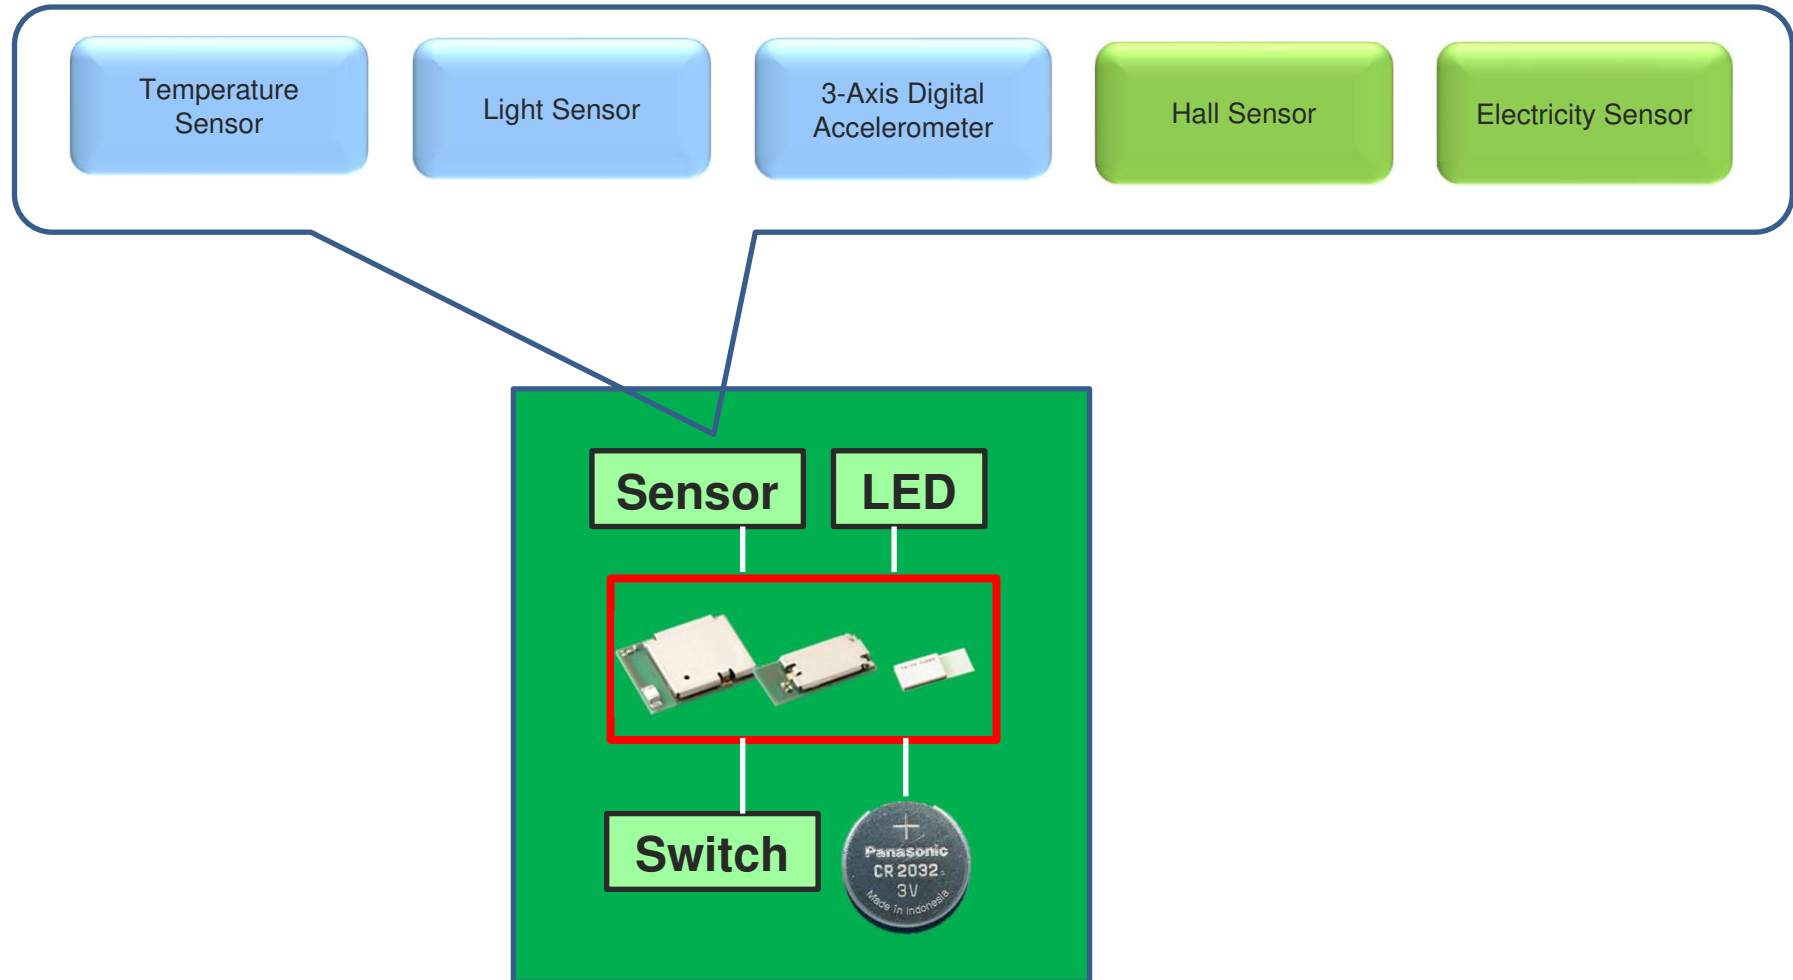 Temperature
Sensor
Light Sensor
3-Axis Digital
Accelerometer
Hall Sensor
Electricity Sensor
Sensor
LED
Switch
Panasonic
CR 2032
3V
Made in Indonesia